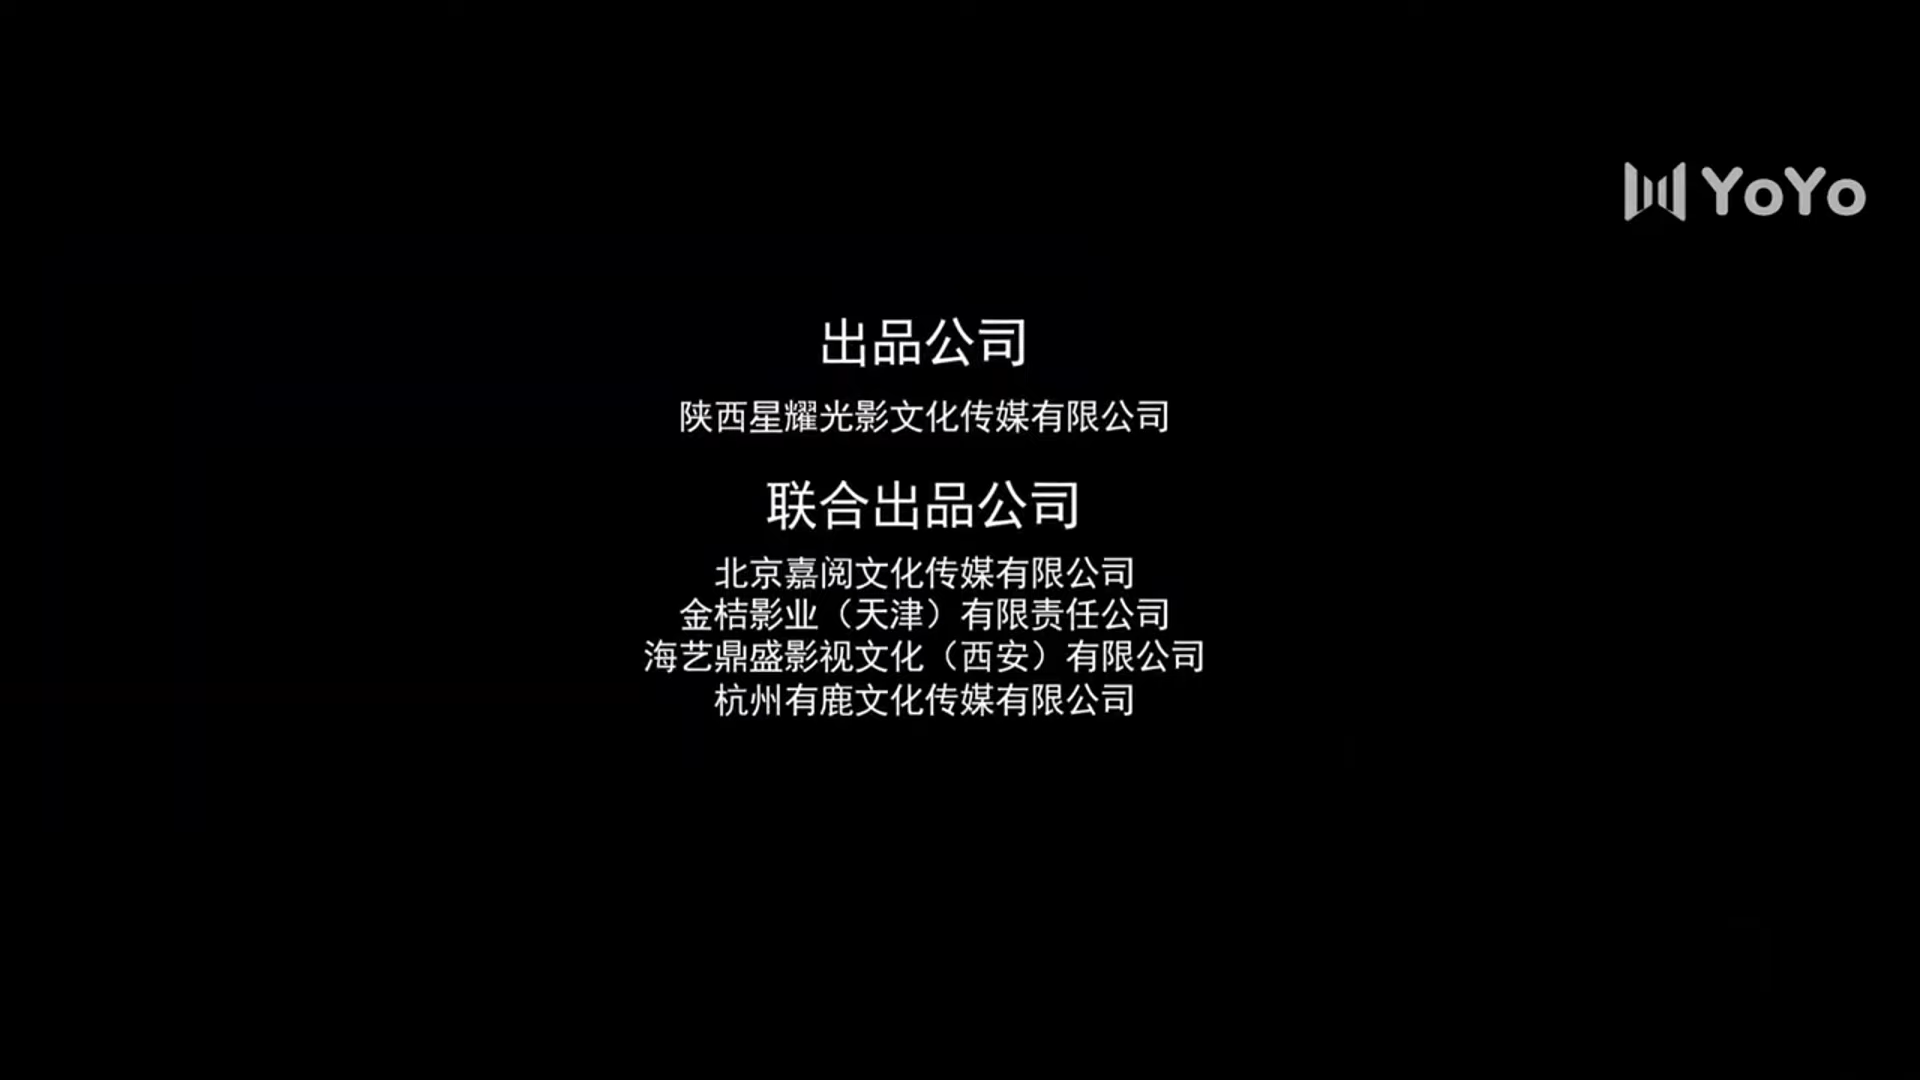 YoYo
出品公司
陕西星耀光影文化传媒有限公司
联合出品公司
北京嘉阅文化传媒有限公司
金桔影业（天津）有限责任公司
海艺鼎盛影视文化（西安）有限公司
杭州有鹿文化传媒有限公司